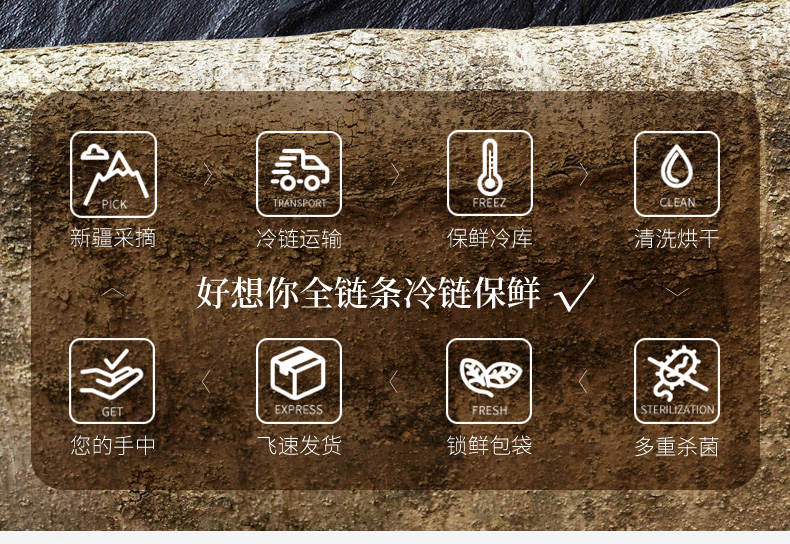 PICK
TRANSPORT
FREEZ
CLEAN
新疆采摘
冷链运输
保鲜冷库
清洗烘干
好想你全链条冷链保鲜
GET
EXPRESS
FRESH
STERILIZATION
您的手中
飞速发货
锁鲜包袋
多重杀菌